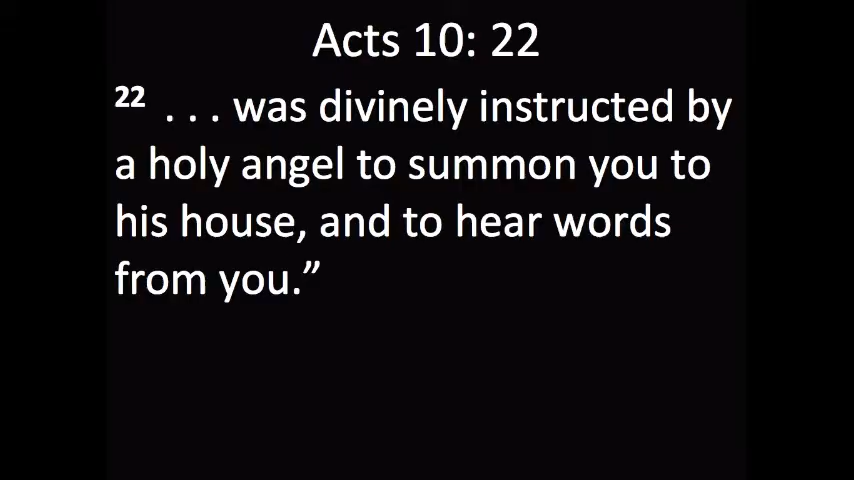 Acts 10: 22
22 . . . was divinely instructed by
a holy angel to summon you to
his house, and to hear words
from you.”